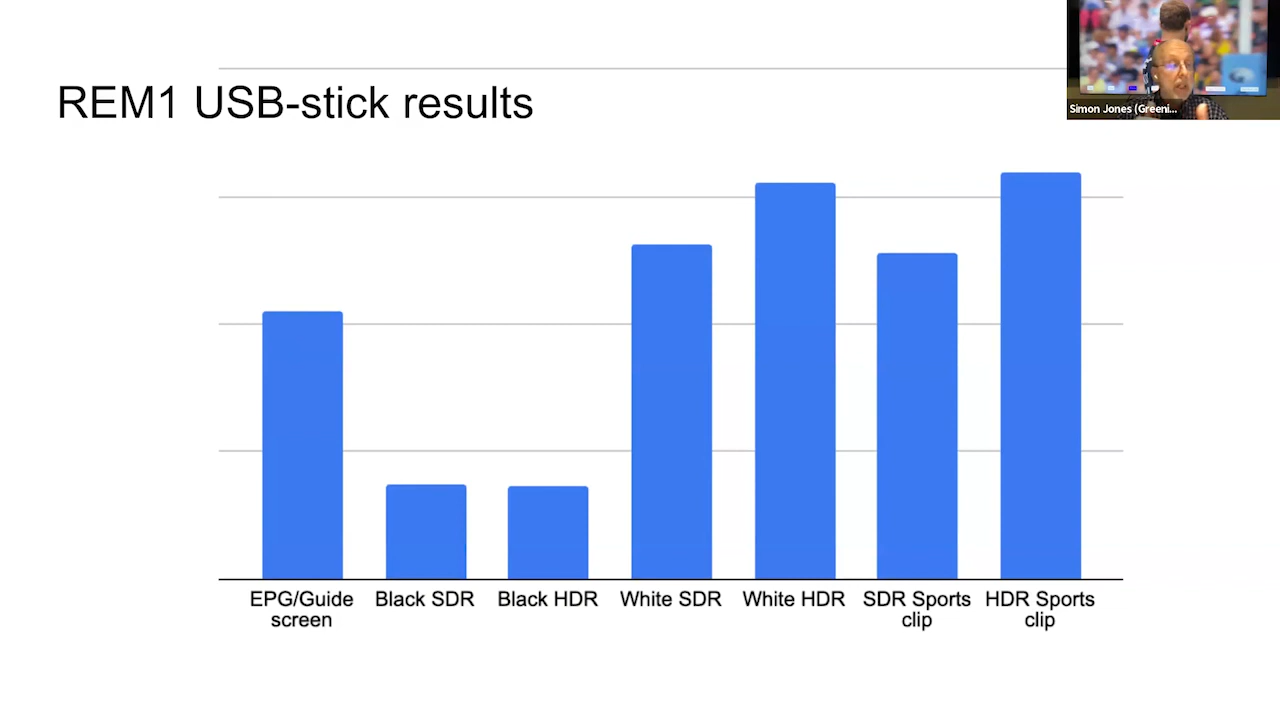 REM1 USB-stick results
Simon Jones (Greeni...
EPG/Guide screen
Black SDR
Black HDR
White SDR
White HDR
SDR Sports clip
HDR Sports clip